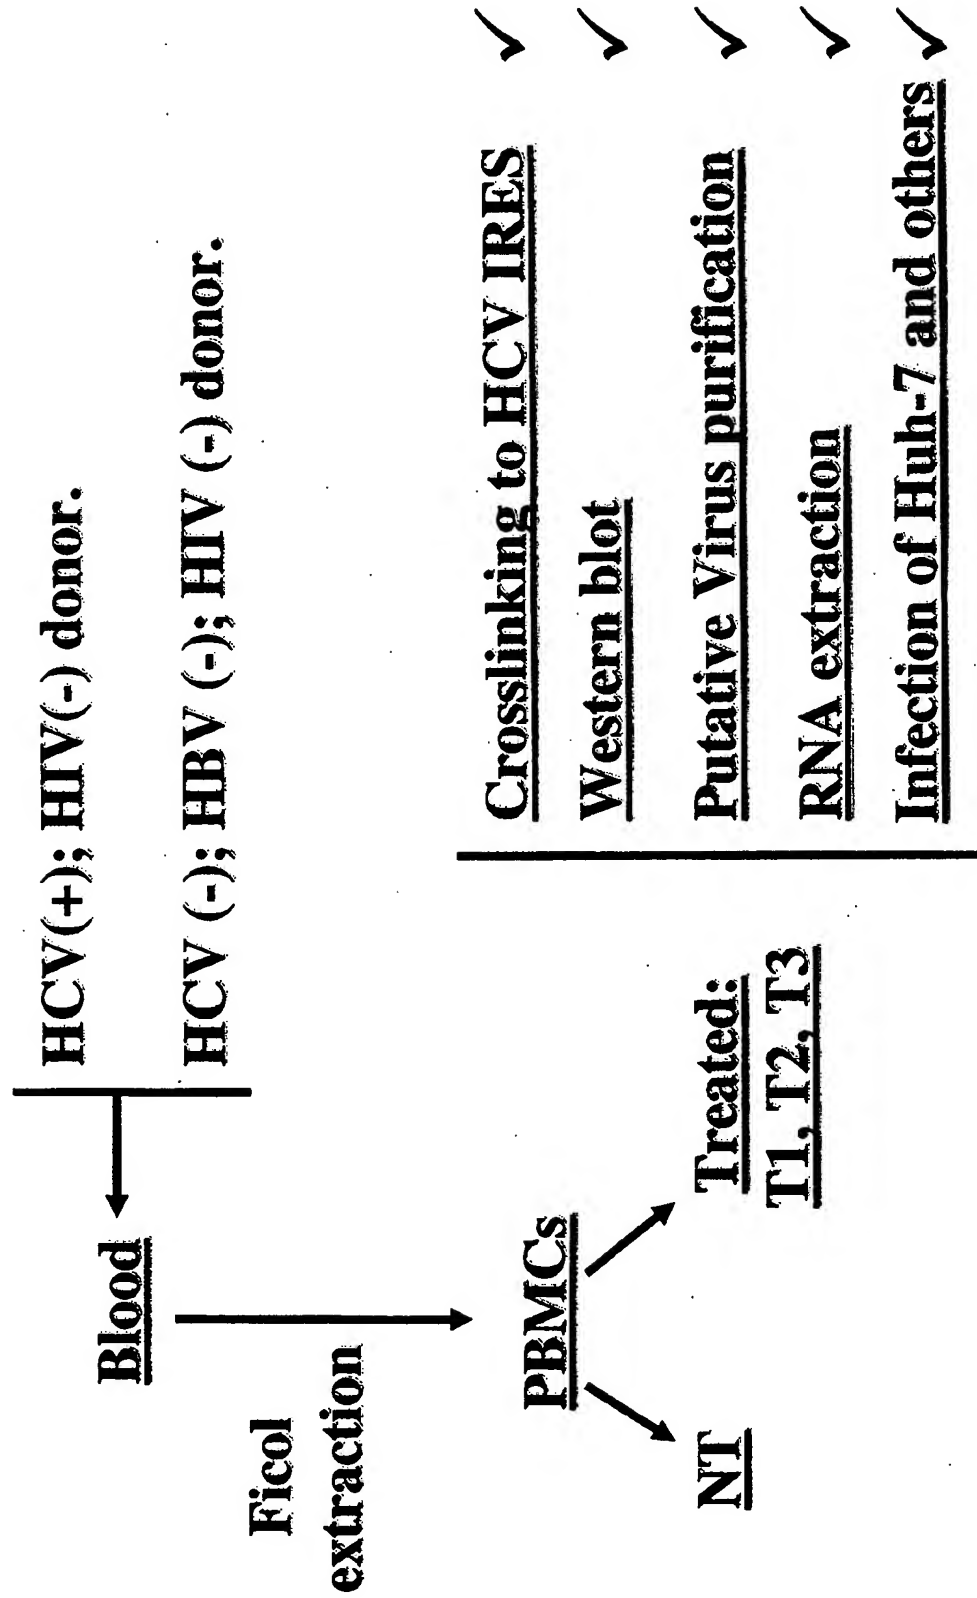 HCV(+); HIV(-) donor.
HCV (-); HBV (-); HIV (-) donor.
Blood
Ficol
extraction
PBMCs
NT
Treated:
T1, T2, T3
Crosslinking to HCV IRES ✓
Western blot ✓
Putative Virus purification ✓
RNA extraction ✓
Infection of Huh-7 and others ✓